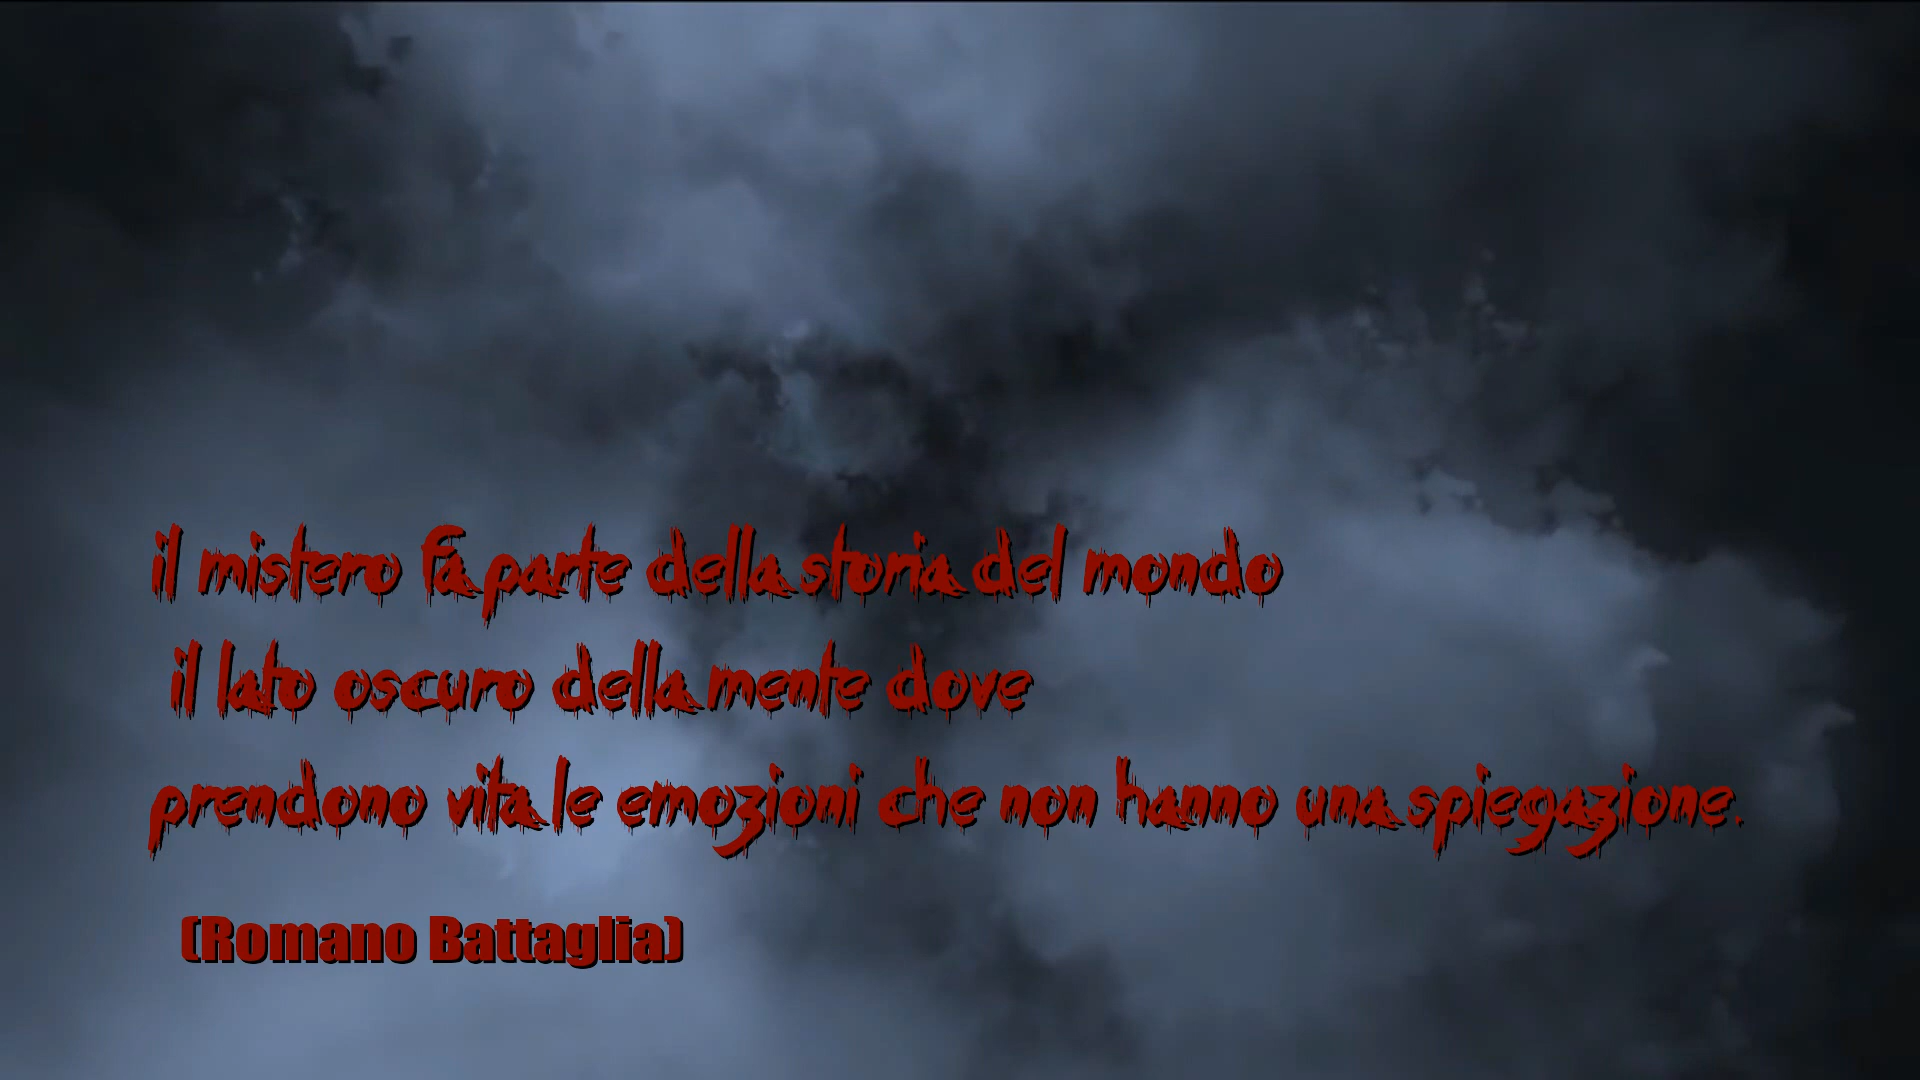 il mistero fa parte della storia del mondo
il lato oscuro della mente dove
prendono vita le emozioni che non hanno una spiegazione.
(Romano Battaglia)